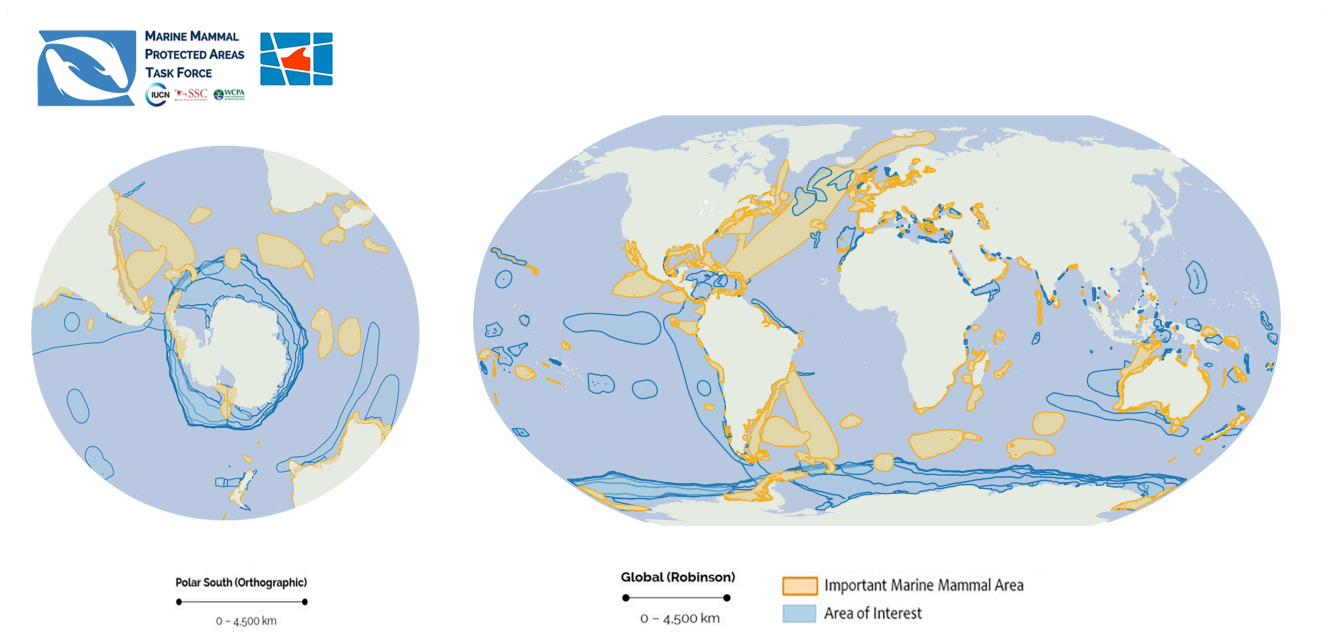 MARINE MAMMAL
PROTECTED AREAS
TASK FORCE
IUCN SSC WCPA
Polar South (Orthographic)
0 – 4,500 km
Global (Robinson)
0 – 4,500 km
Important Marine Mammal Area
Area of Interest